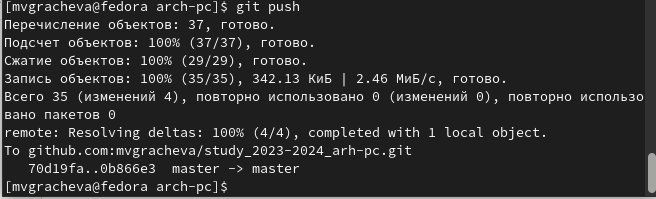 [mvgracheva@fedora arch-pc]$ git push
Перечисление объектов: 37, готово.
Подсчет объектов: 100% (37/37), готово.
Сжатие объектов: 100% (29/29), готово.
Запись объектов: 100% (35/35), 342.13 КиБ | 2.46 МиБ/с, готово.
Всего 35 (изменений 4), повторно использовано 0 (изменений 0), повторно использо
вано пакетов 0
remote: Resolving deltas: 100% (4/4), completed with 1 local object.
To github.com:mvgracheva/study_2023-2024_arh-pc.git
   70d19fa..0b866e3  master -> master
[mvgracheva@fedora arch-pc]$